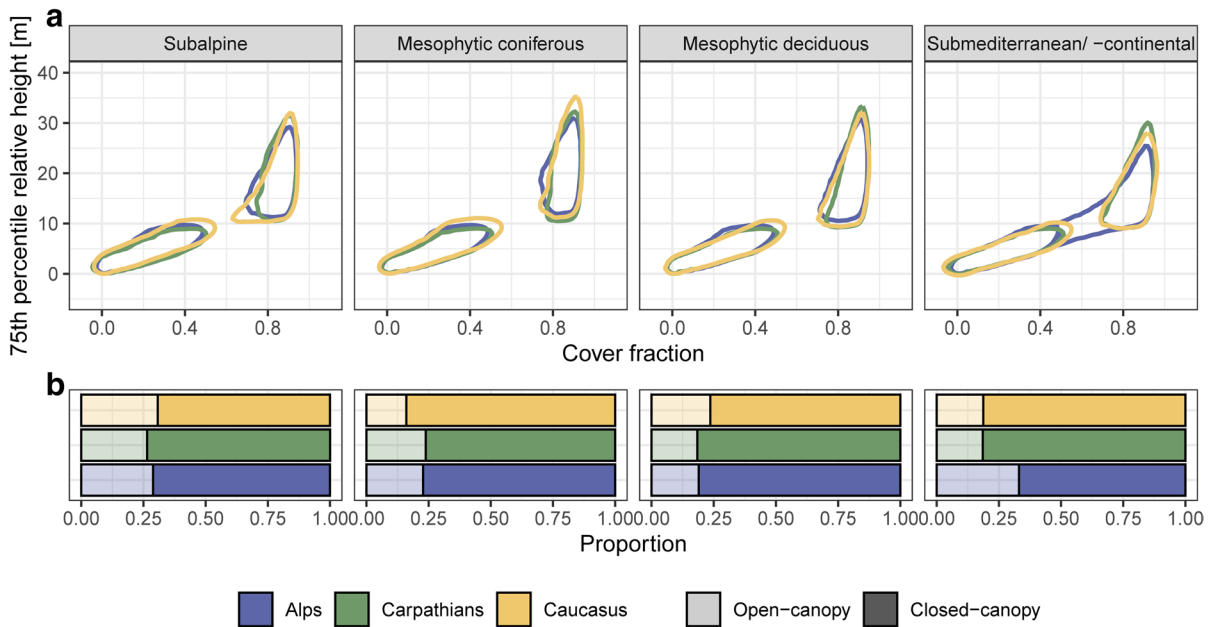 a
Subalpine
Mesophytic coniferous
Mesophytic deciduous
Submediterranean/ −continental
75th percentile relative height [m]
40
30
20
10
0
0.0 0.4 0.8 0.0 0.4 0.8 0.0 0.4 0.8 0.0 0.4 0.8
Cover fraction
b
0.00 0.25 0.50 0.75 1.00 0.00 0.25 0.50 0.75 1.00 0.00 0.25 0.50 0.75 1.00 0.00 0.25 0.50 0.75 1.00
Proportion
Alps Carpathians Caucasus Open−canopy Closed−canopy